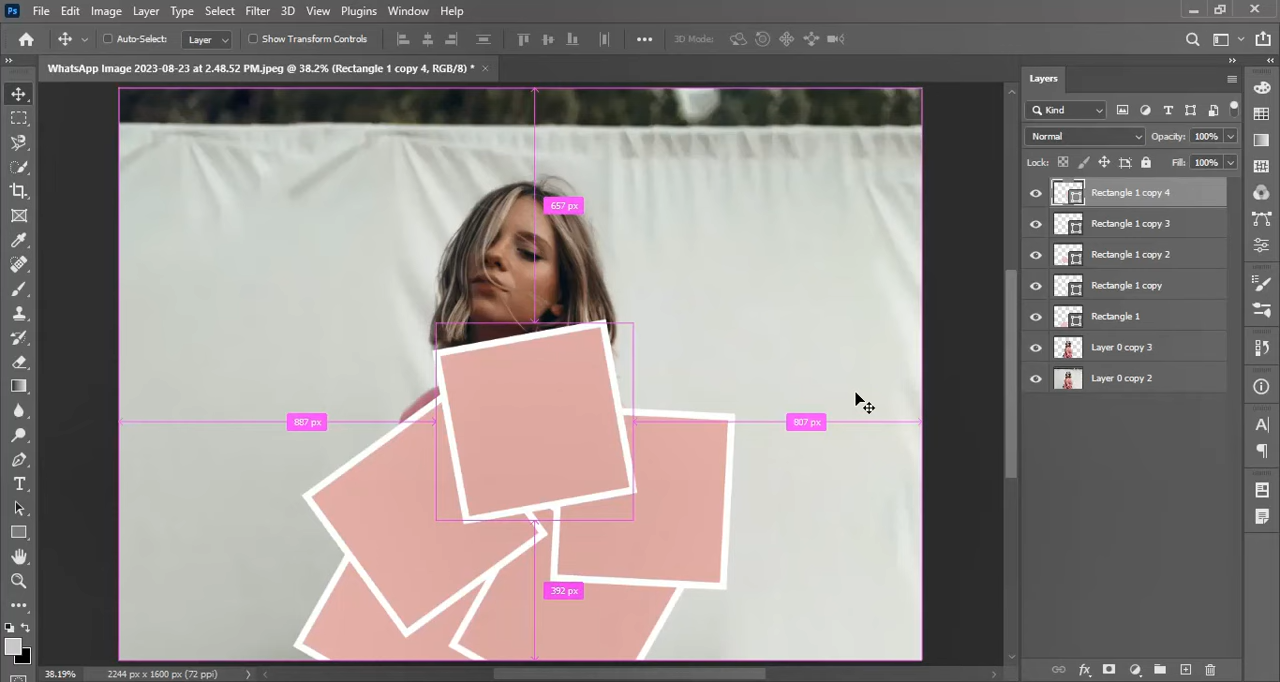 Ps File Edit Image Layer Type Select Filter 3D View Plugins Window Help
Auto-Select: Layer Show Transform Controls 3D Mode:
WhatsApp Image 2023-08-23 at 2.48.52 PM.jpeg @ 38.2% (Rectangle 1 copy 4, RGB/8) * ×
Layers
Kind
Normal Opacity: 100%
Lock: Fill: 100%
Rectangle 1 copy 4
Rectangle 1 copy 3
Rectangle 1 copy 2
Rectangle 1 copy
Rectangle 1
Layer 0 copy 3
Layer 0 copy 2
657 px
887 px
807 px
392 px
38.19% 2244 px x 1600 px (72 ppi)